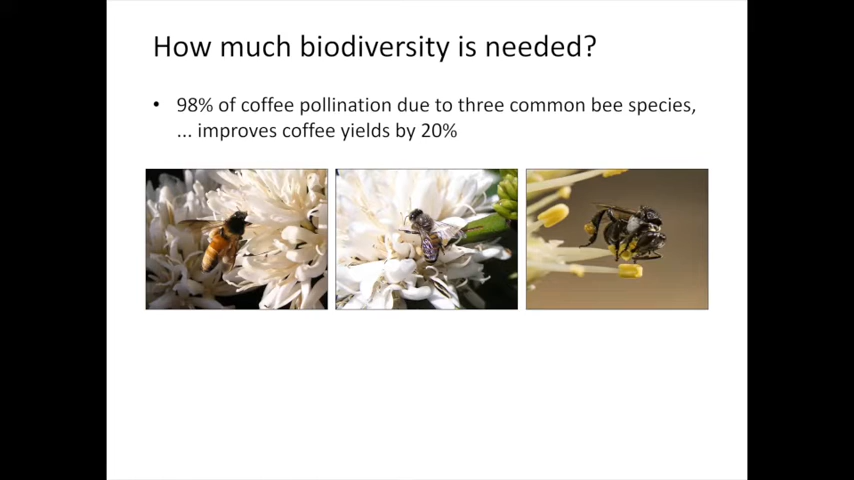 How much biodiversity is needed?
• 98% of coffee pollination due to three common bee species,
... improves coffee yields by 20%